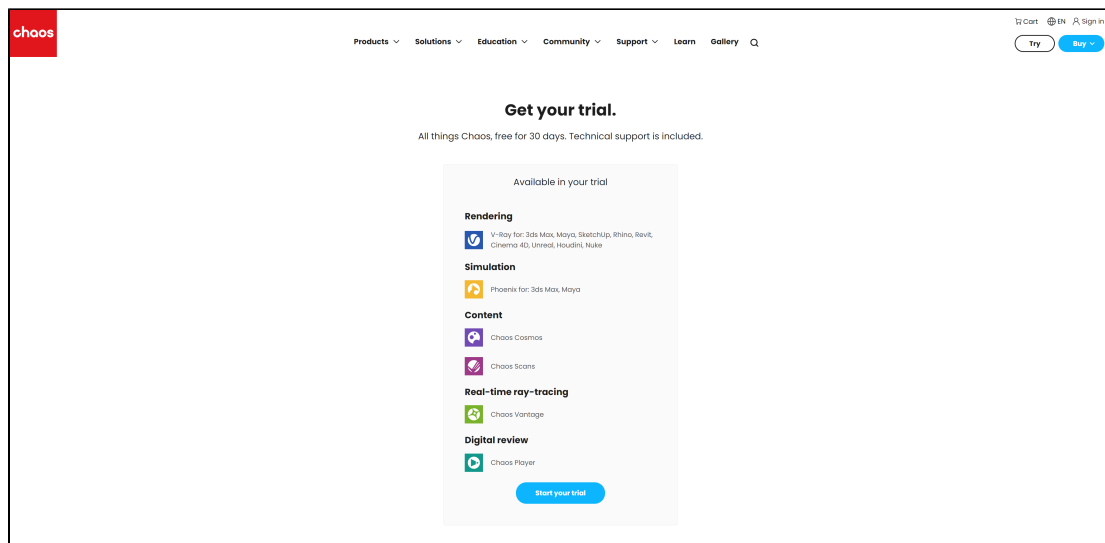 chaos
Cart EN Sign in
Products Solutions Education Community Support Learn Gallery
Try Buy
Get your trial.
All things Chaos, free for 30 days. Technical support is included.
Available in your trial
Rendering
V-Ray for: 3ds Max, Maya, SketchUp, Rhino, Revit,
Cinema 4D, Unreal, Houdini, Nuke
Simulation
Phoenix for: 3ds Max, Maya
Content
Chaos Cosmos
Chaos Scans
Real-time ray-tracing
Chaos Vantage
Digital review
Chaos Player
Start your trial